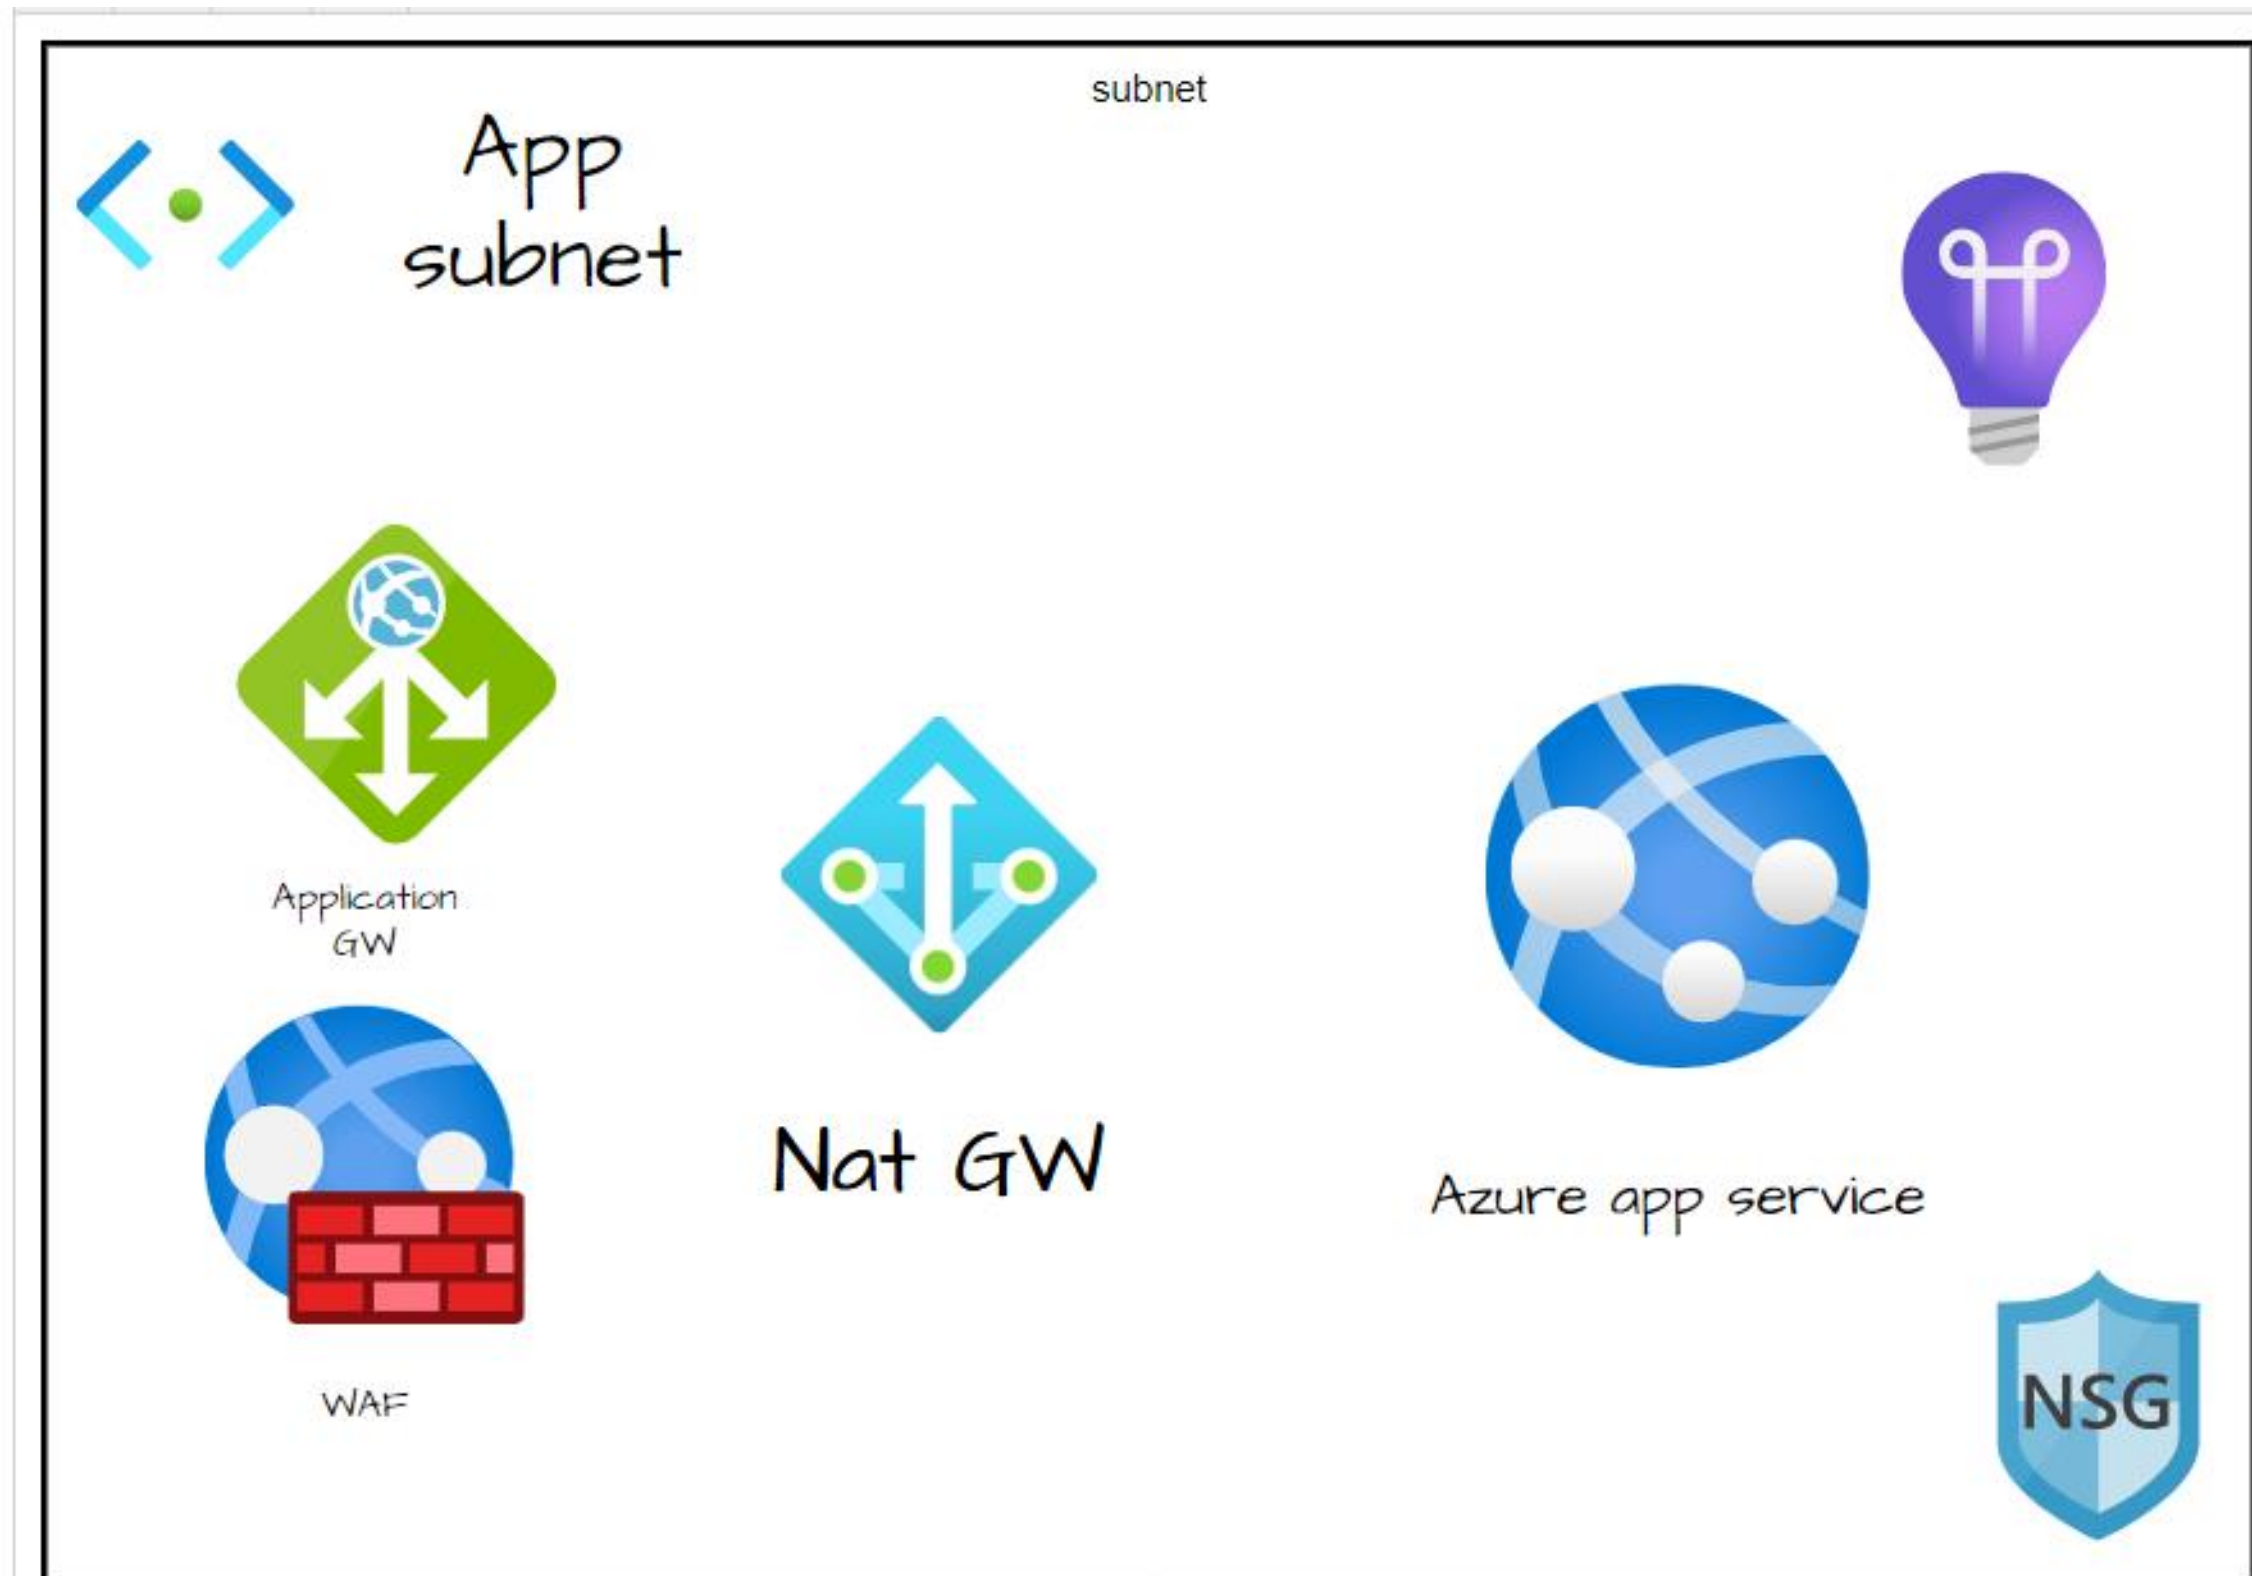 subnet
App
subnet
Application
GW
Nat GW
Azure app service
WAF
NSG